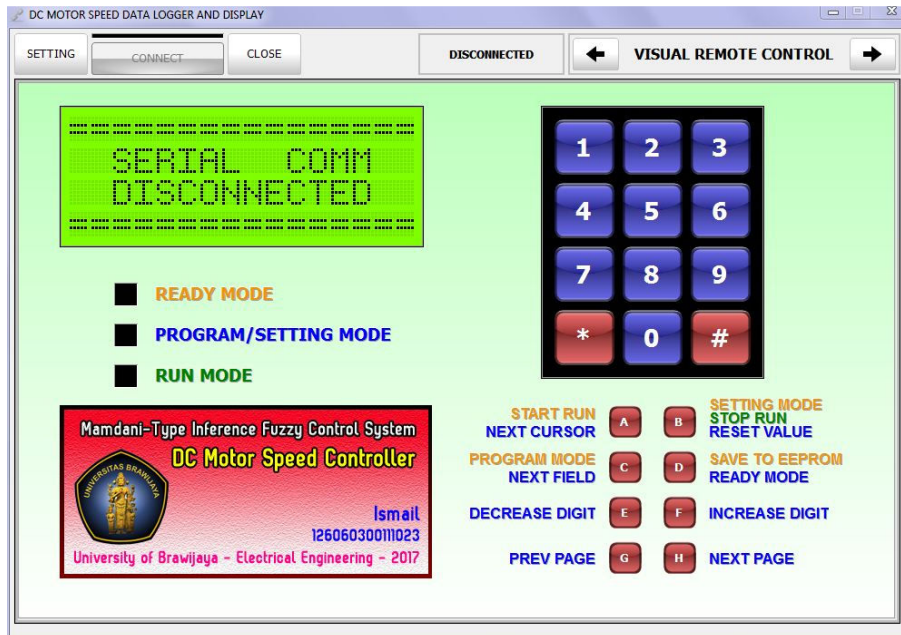 DC MOTOR SPEED DATA LOGGER AND DISPLAY
SETTING
CONNECT
CLOSE
DISCONNECTED
VISUAL REMOTE CONTROL
SERIAL COMM
DISCONNECTED
READY MODE
PROGRAM/SETTING MODE
RUN MODE
Mamdani-Type Inference Fuzzy Control System
DC Motor Speed Controller
UNIVERSITAS BRAWIJAYA
Ismail
126060300111023
University of Brawijaya - Electrical Engineering - 2017
1 2 3
4 5 6
7 8 9
* 0 #
START RUN
NEXT CURSOR
A
B
SETTING MODE
STOP RUN
RESET VALUE
PROGRAM MODE
NEXT FIELD
C
D
SAVE TO EEPROM
READY MODE
DECREASE DIGIT
E
F
INCREASE DIGIT
PREV PAGE
G
H
NEXT PAGE